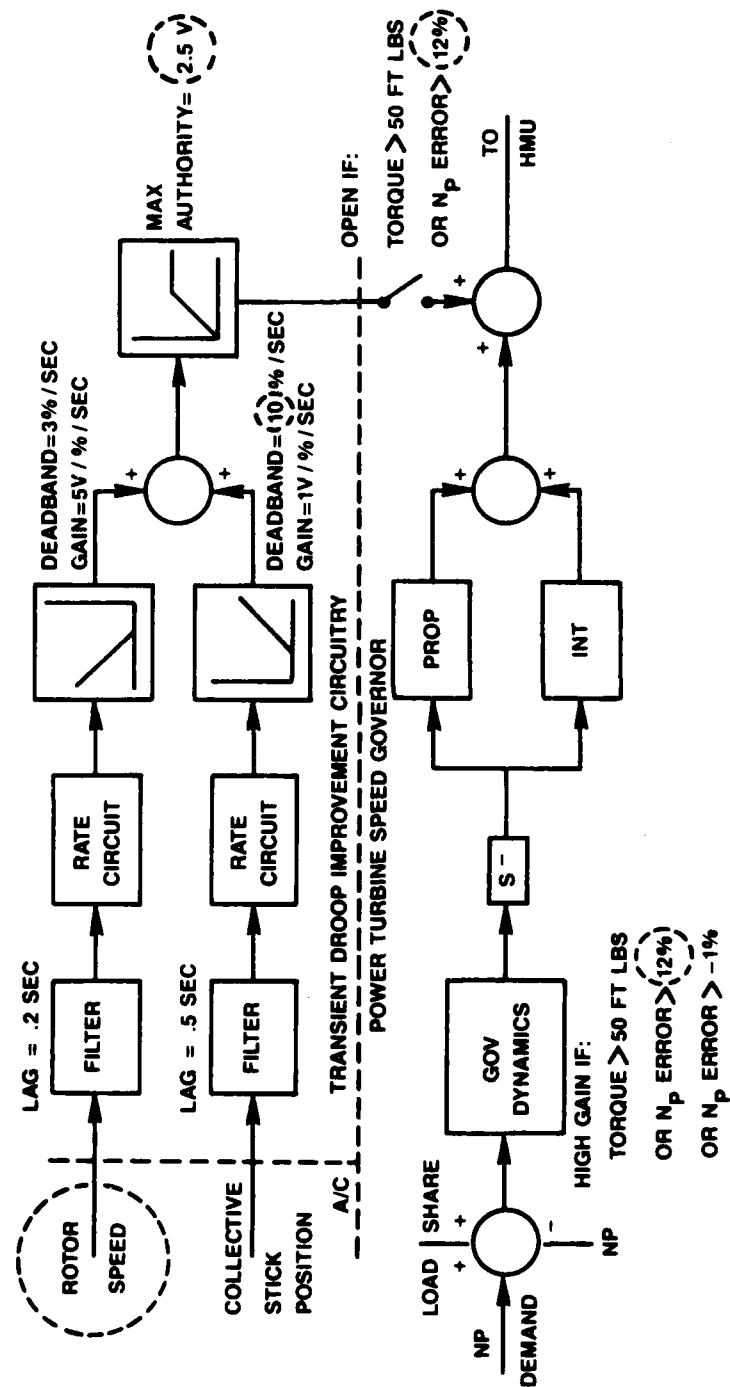 ROTOR
SPEED
LAG = .2 SEC
FILTER
RATE
CIRCUIT
DEADBAND=3%/SEC
GAIN=5V/%/SEC
MAX
AUTHORITY= 2.5 V
COLLECTIVE
STICK
POSITION
LAG = .5 SEC
FILTER
RATE
CIRCUIT
DEADBAND=(10)%/SEC
GAIN=1V/%/SEC
A/C
TRANSIENT DROOP IMPROVEMENT CIRCUITRY
POWER TURBINE SPEED GOVERNOR
OPEN IF:
TORQUE > 50 FT LBS
OR Np ERROR > (12%)
LOAD SHARE
+ +
NP
DEMAND
-
NP
GOV
DYNAMICS
HIGH GAIN IF:
TORQUE > 50 FT LBS
OR Np ERROR > 12%
OR Np ERROR > -1%
S-
PROP
INT
+
+
+
+
+
+
TO
HMU